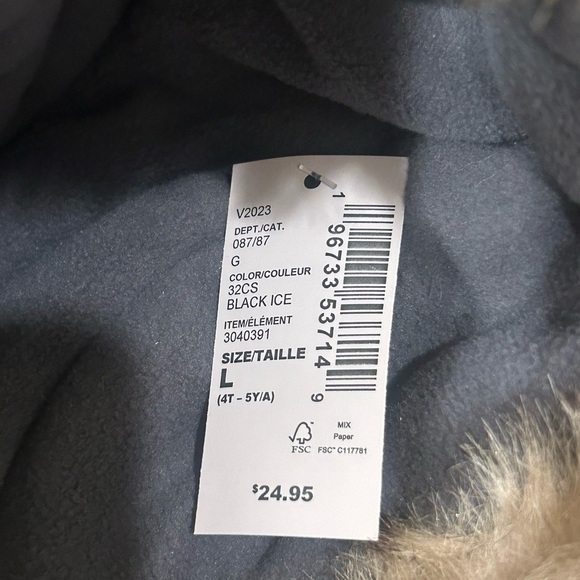 V2023
DEPT./CAT.
087/87
G
COLOR/COULEUR
32CS
BLACK ICE
ITEM/ÉLÉMENT
3040391
SIZE/TAILLE
L
(4T – 5Y/A)
1 96733 53714 9
FSC
MIX
Paper
FSC™ C117781
$24.95